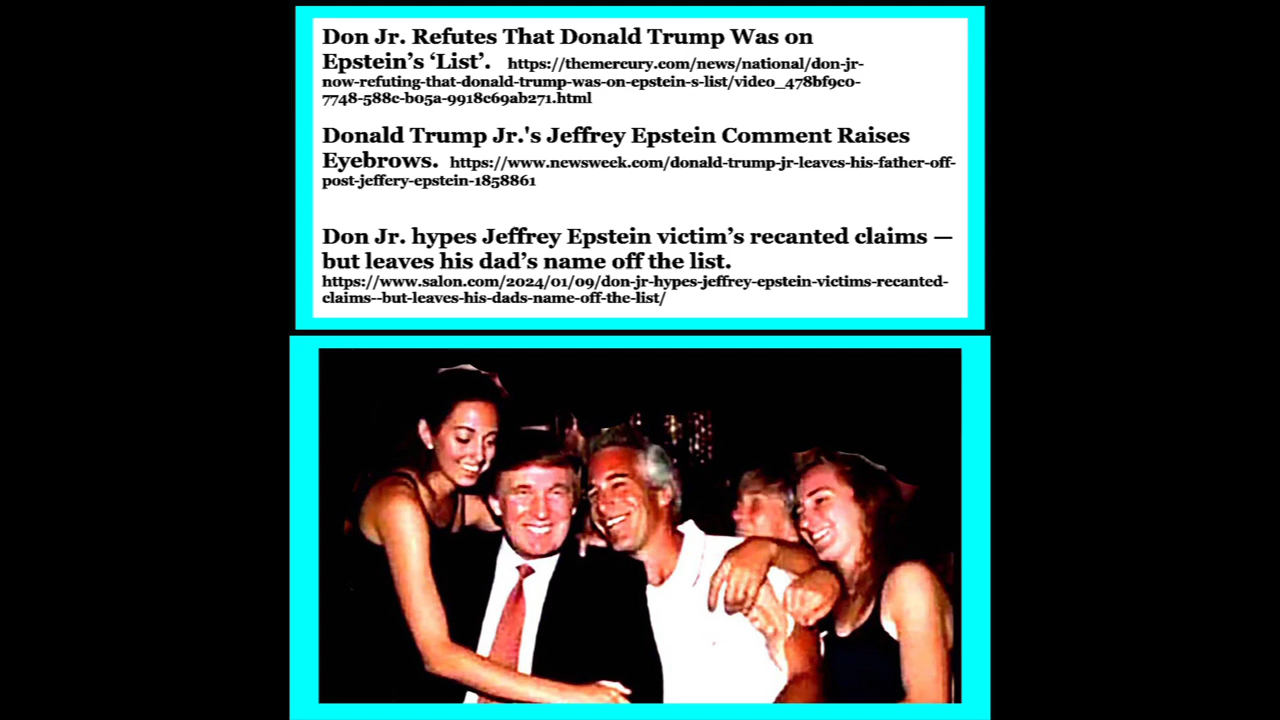 Don Jr. Refutes That Donald Trump Was on
Epstein’s ‘List’. https://themercury.com/news/national/don-jr-
now-refuting-that-donald-trump-was-on-epstein-s-list/video_478bf9c0-
7748-588c-b05a-9918c69ab271.html
Donald Trump Jr.'s Jeffrey Epstein Comment Raises
Eyebrows. https://www.newsweek.com/donald-trump-jr-leaves-his-father-off-
post-jeffery-epstein-1858861
Don Jr. hypes Jeffrey Epstein victim’s recanted claims —
but leaves his dad’s name off the list.
https://www.salon.com/2024/01/09/don-jr-hypes-jeffrey-epstein-victims-recanted-
claims--but-leaves-his-dads-name-off-the-list/